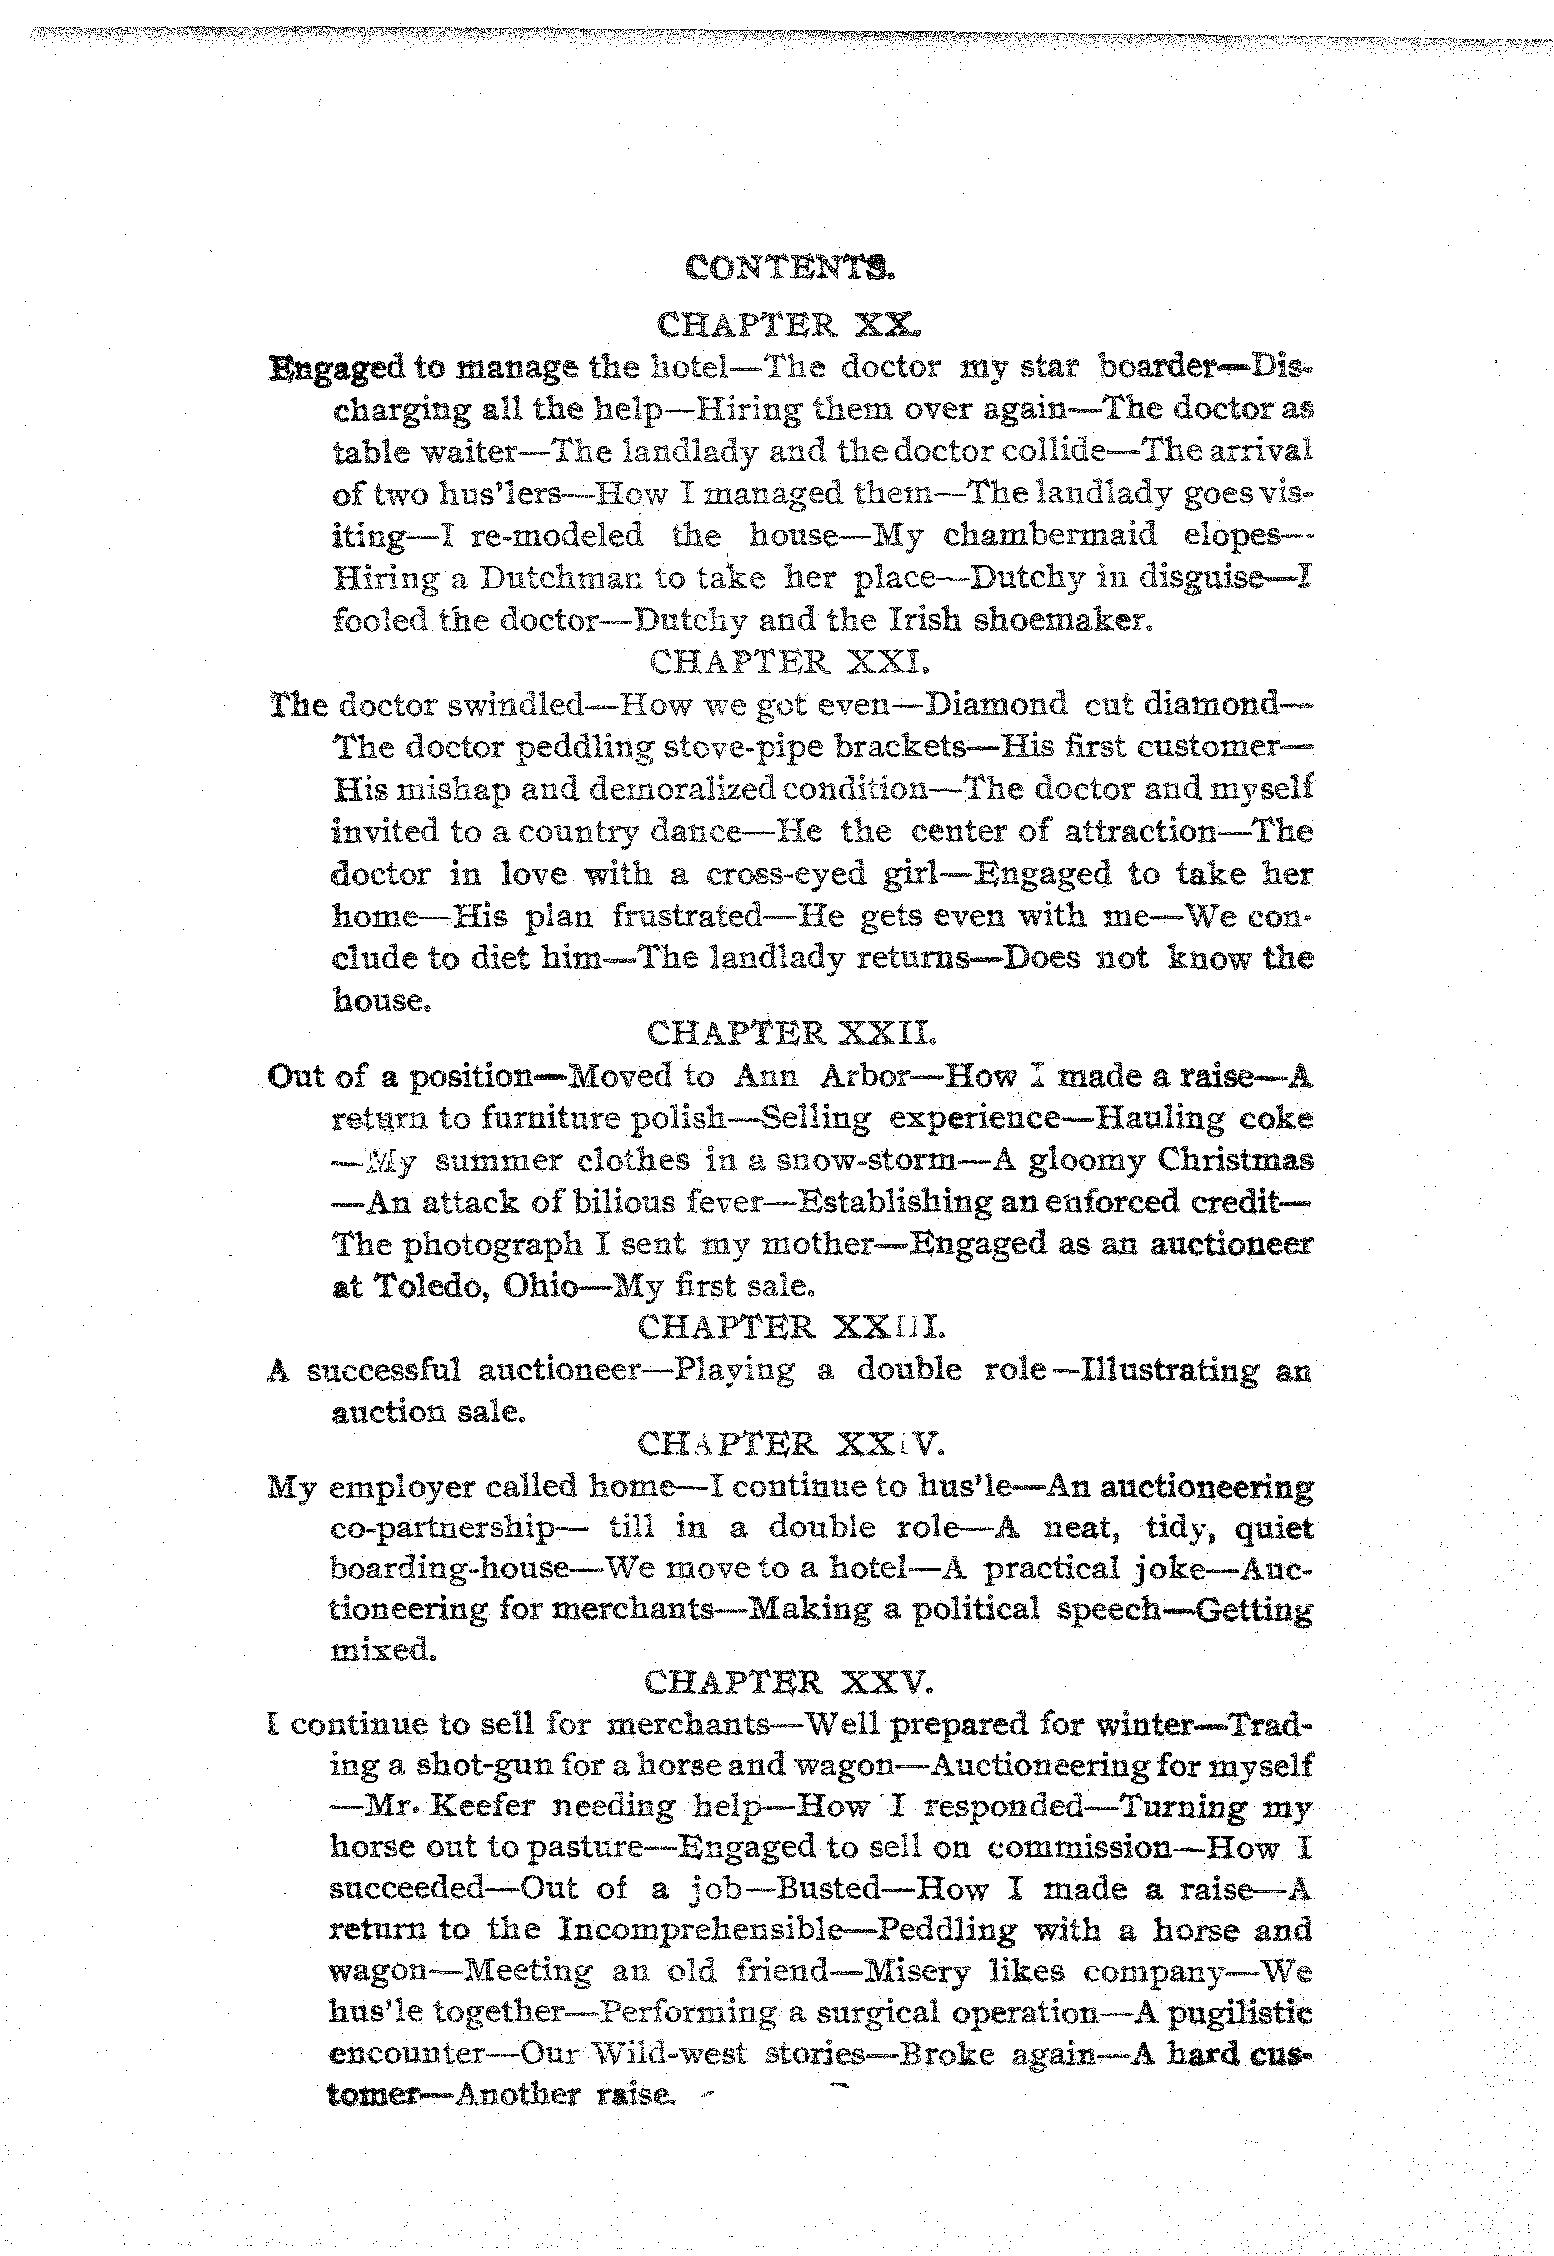 CONTENTS.
CHAPTER XX.
Engaged to manage the hotel—The doctor my star boarder—Dis-
charging all the help—Hiring them over again—The doctor as
table waiter—The landlady and the doctor collide—The arrival
of two hus'lers—How I managed them—The landlady goes vis-
iting—I re-modeled the house—My chambermaid elopes—
Hiring a Dutchman to take her place—Dutchy in disguise—I
fooled the doctor—Dutchy and the Irish shoemaker.
CHAPTER XXI.
The doctor swindled—How we got even—Diamond cut diamond—
The doctor peddling stove-pipe brackets—His first customer—
His mishap and demoralized condition—The doctor and myself
invited to a country dance—He the center of attraction—The
doctor in love with a cross-eyed girl—Engaged to take her
home—His plan frustrated—He gets even with me—We con-
clude to diet him—The landlady returns—Does not know the
house.
CHAPTER XXII.
Out of a position—Moved to Ann Arbor—How I made a raise—A
return to furniture polish—Selling experience—Hauling coke
—My summer clothes in a snow-storm—A gloomy Christmas
—An attack of bilious fever—Establishing an enforced credit—
The photograph I sent my mother—Engaged as an auctioneer
at Toledo, Ohio—My first sale.
CHAPTER XXIII.
A successful auctioneer—Playing a double role—Illustrating an
auction sale.
CHAPTER XXIV.
My employer called home—I continue to hus'le—An auctioneering
co-partnership— till in a double role—A neat, tidy, quiet
boarding-house—We move to a hotel—A practical joke—Auc-
tioneering for merchants—Making a political speech—Getting
mixed.
CHAPTER XXV.
I continue to sell for merchants—Well prepared for winter—Trad-
ing a shot-gun for a horse and wagon—Auctioneering for myself
—Mr. Keefer needing help—How I responded—Turning my
horse out to pasture—Engaged to sell on commission—How I
succeeded—Out of a job—Busted—How I made a raise—A
return to the Incomprehensible—Peddling with a horse and
wagon—Meeting an old friend—Misery likes company—We
hus'le together—Performing a surgical operation—A pugilistic
encounter—Our Wild-west stories—Broke again—A hard cus-
tomer—Another raise.